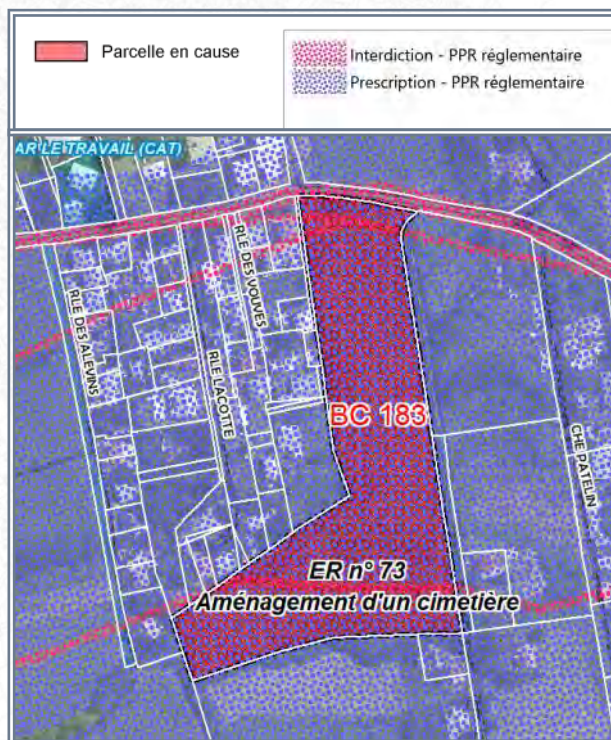 Parcelle en cause
Interdiction - PPR réglementaire
Prescription - PPR réglementaire
AR LE TRAVAIL (CAT)
RLE DES VOUVES
RLE DES ALEVINS
RLE LACOTTE
BC 183
CHE PATELIN
ER n° 73
Aménagement d'un cimetière